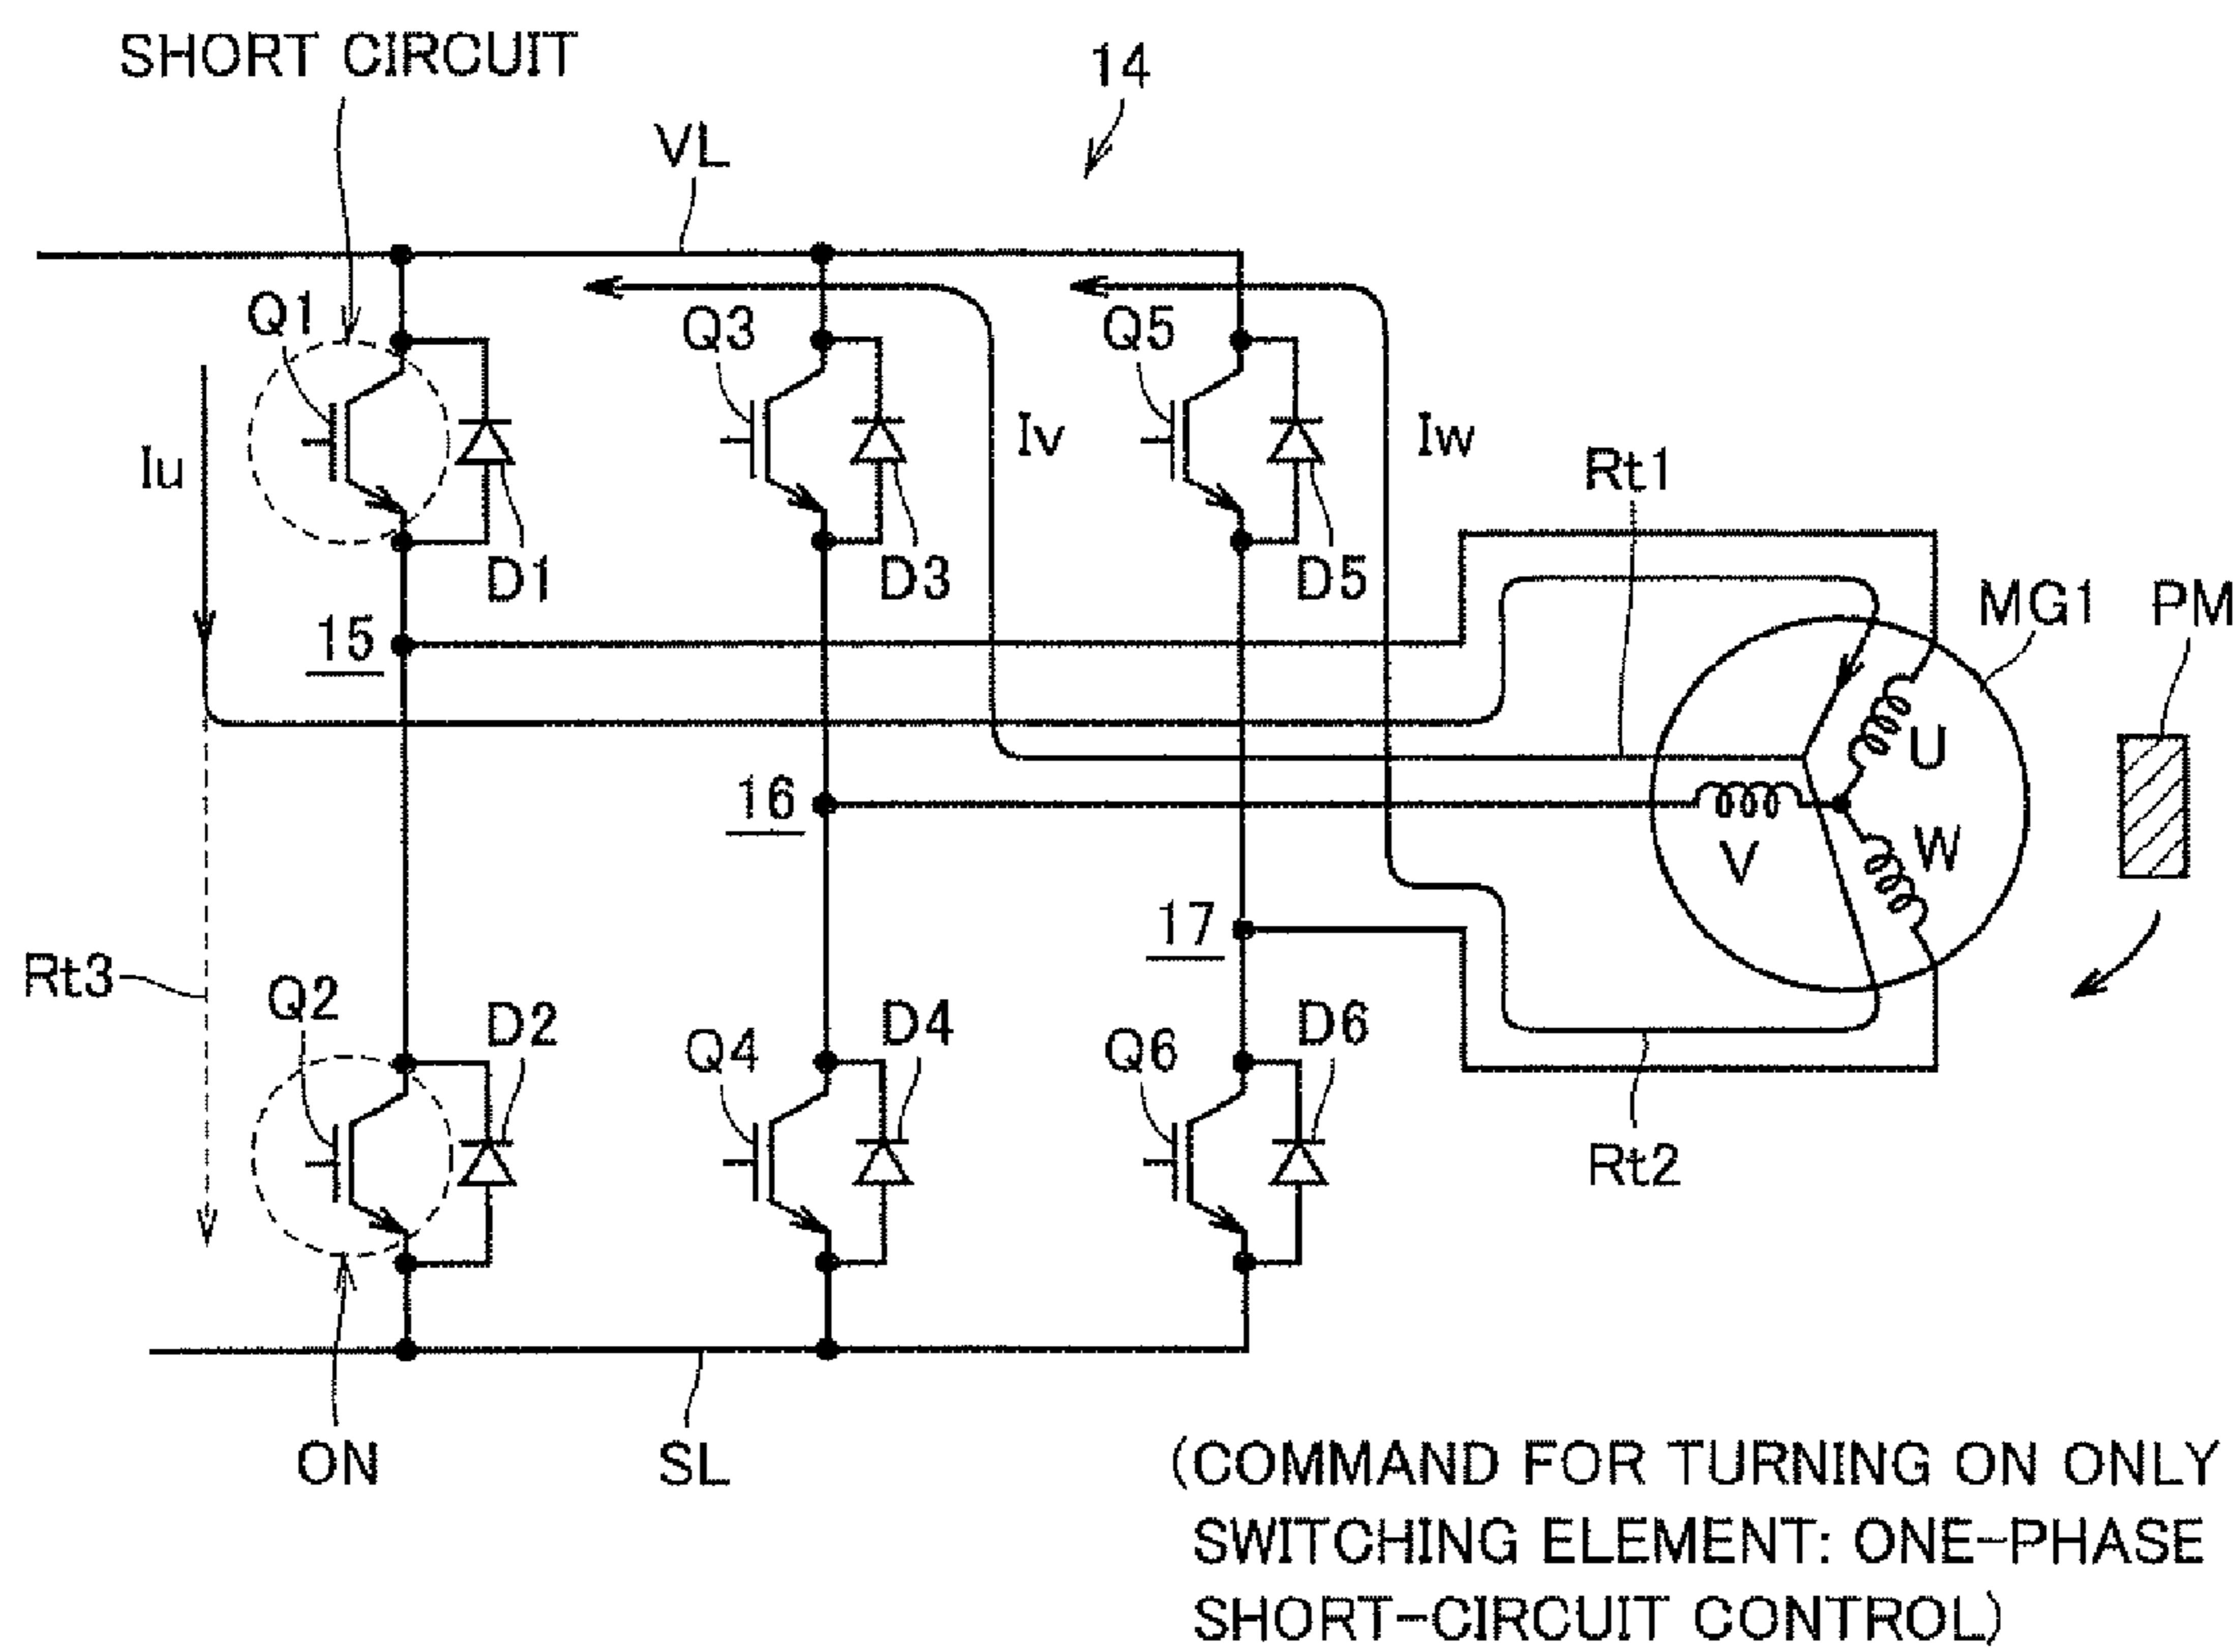 SHORT CIRCUIT
14
VL
Q1
Q3
Q5
Iu
Iv
Iw
Rt1
D1
D3
D5
MG1
PM
15
U
16
V
W
17
Rt3
Q2
D2
Q4
D4
Q6
D6
Rt2
ON
SL
(COMMAND FOR TURNING ON ONLY
SWITCHING ELEMENT: ONE-PHASE
SHORT-CIRCUIT CONTROL)